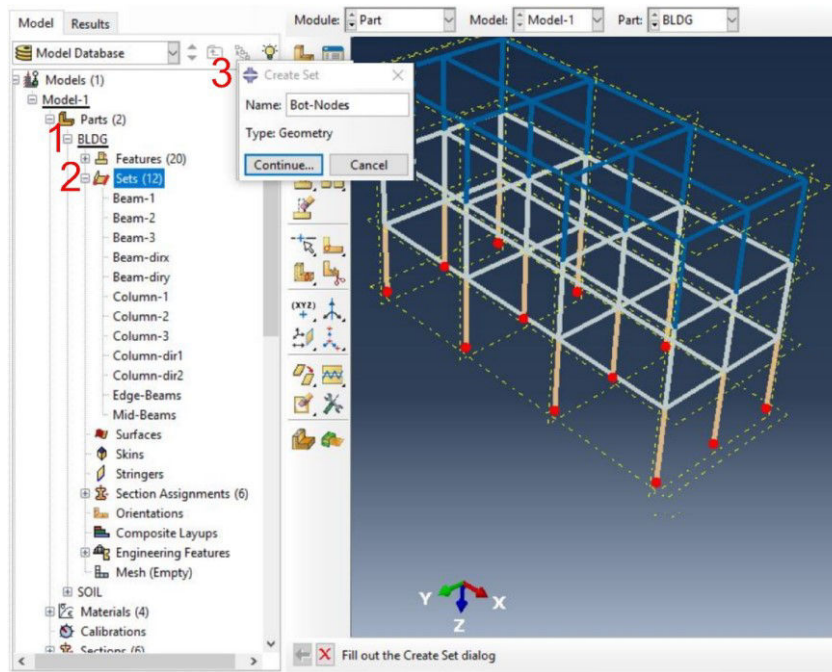 Model Results
Module: Part Model: Model-1 Part: BLDG
Model Database
3
Create Set
Name: Bot-Nodes
Type: Geometry
Continue... Cancel
Models (1)
Model-1
Parts (2)
1
BLDG
Features (20)
2
Sets (12)
Beam-1
Beam-2
Beam-3
Beam-dirx
Beam-diry
Column-1
Column-2
Column-3
Column-dir1
Column-dir2
Edge-Beams
Mid-Beams
Surfaces
Skins
Stringers
Section Assignments (6)
Orientations
Composite Layups
Engineering Features
Mesh (Empty)
SOIL
Materials (4)
Calibrations
Sections (6)
(XYZ)
Y X
Z
Fill out the Create Set dialog